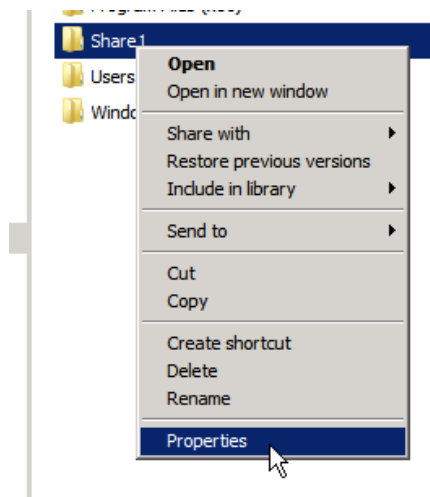 Share1
Users
Open
Open in new window
Share with
Restore previous versions
Include in library
Send to
Cut
Copy
Create shortcut
Delete
Rename
Properties